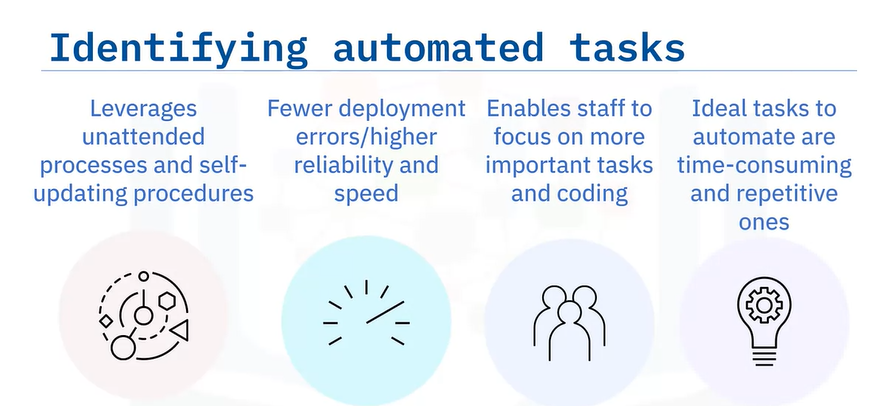 Identifying automated tasks
Leverages
unattended
processes and self-
updating procedures
Fewer deployment
errors/higher
reliability and
speed
Enables staff to
focus on more
important tasks
and coding
Ideal tasks to
automate are
time-consuming
and repetitive
ones